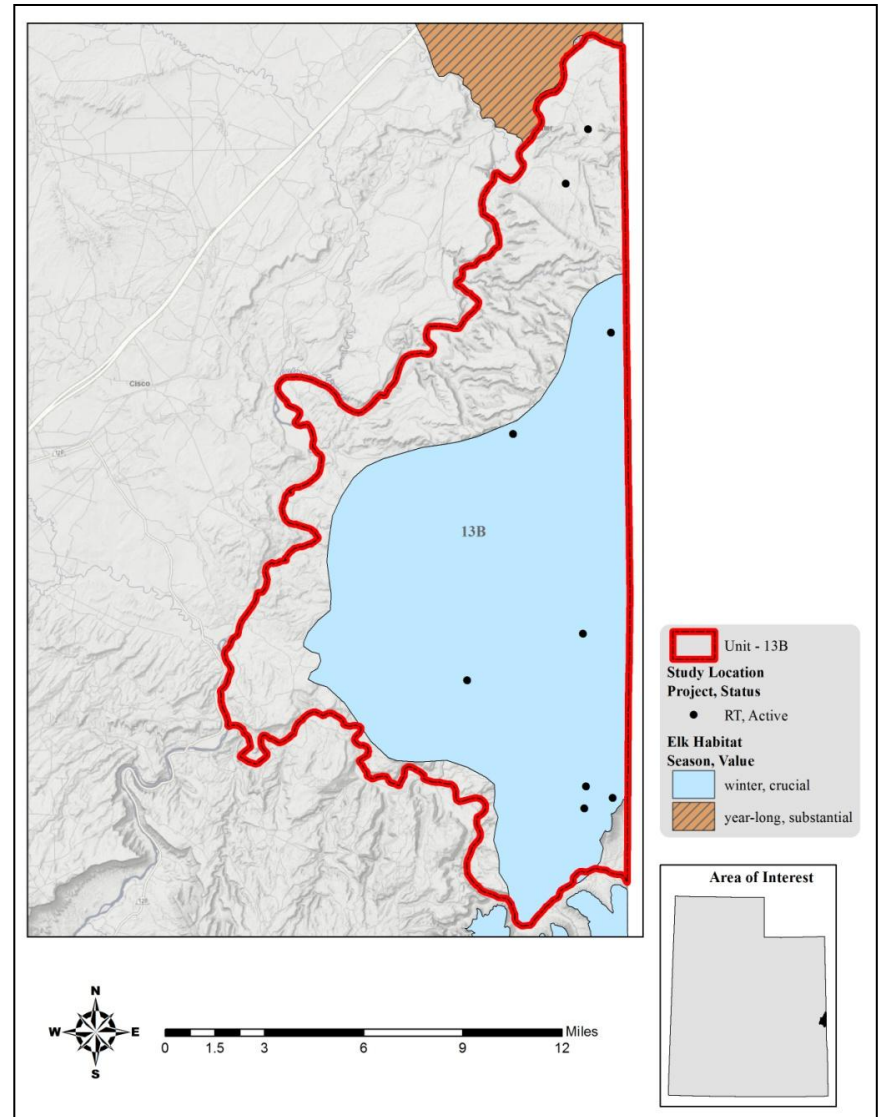 Cisco
13B
Unit - 13B
Study Location
Project, Status
RT, Active
Elk Habitat
Season, Value
winter, crucial
year-long, substantial
Area of Interest
N
W
E
S
0
1.5
3
6
9
12
Miles